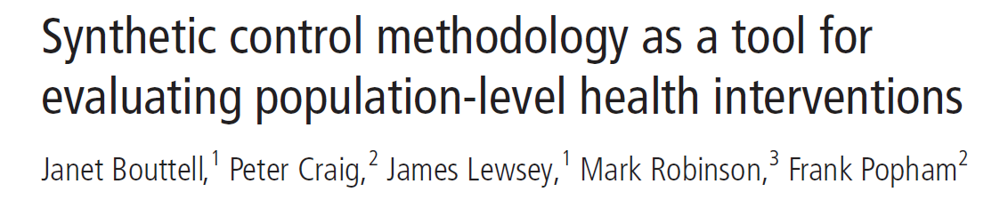 Synthetic control methodology as a tool for
evaluating population-level health interventions
Janet Bouttell,1 Peter Craig,2 James Lewsey,1 Mark Robinson,3 Frank Popham2